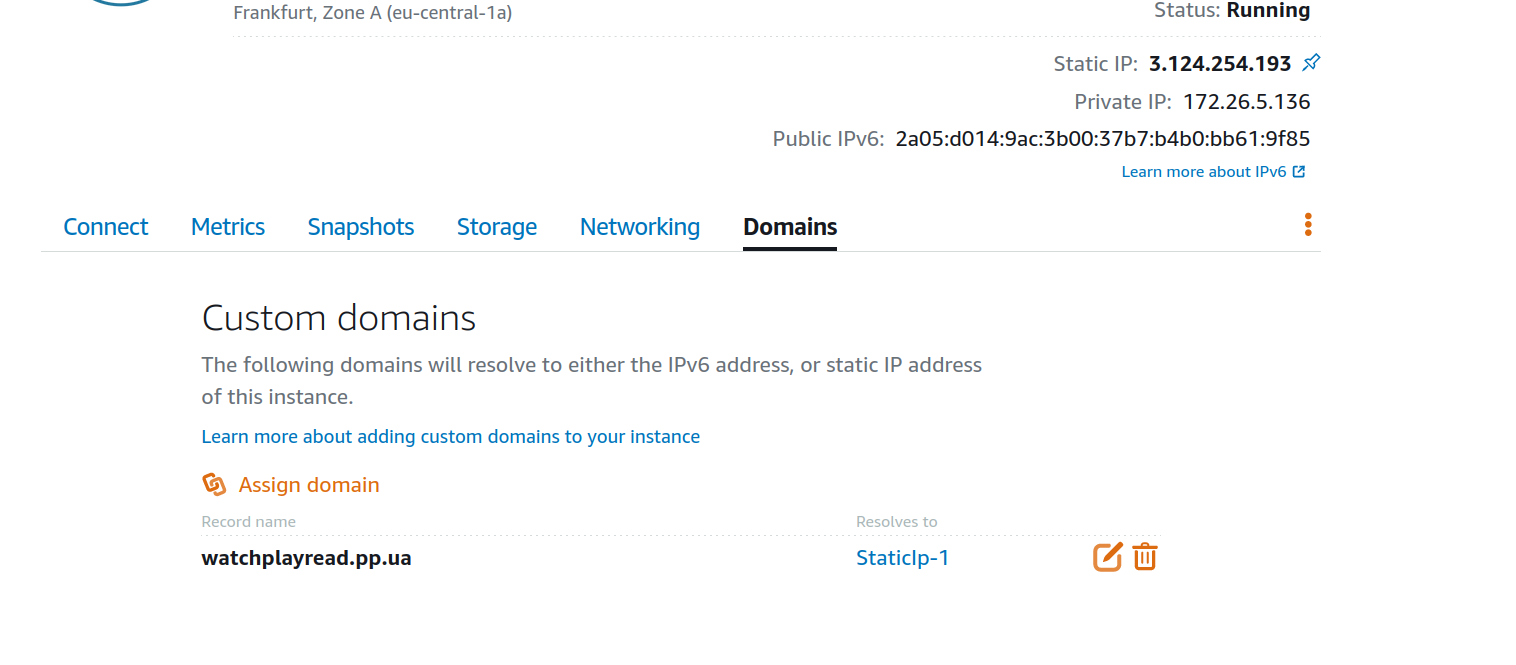 Frankfurt, Zone A (eu-central-1a)
Status: Running
Static IP: 3.124.254.193
Private IP: 172.26.5.136
Public IPv6: 2a05:d014:9ac:3b00:37b7:b4b0:bb61:9f85
Learn more about IPv6
Connect Metrics Snapshots Storage Networking Domains
Custom domains
The following domains will resolve to either the IPv6 address, or static IP address
of this instance.
Learn more about adding custom domains to your instance
Assign domain
Record name Resolves to
watchplayread.pp.ua StaticIp-1